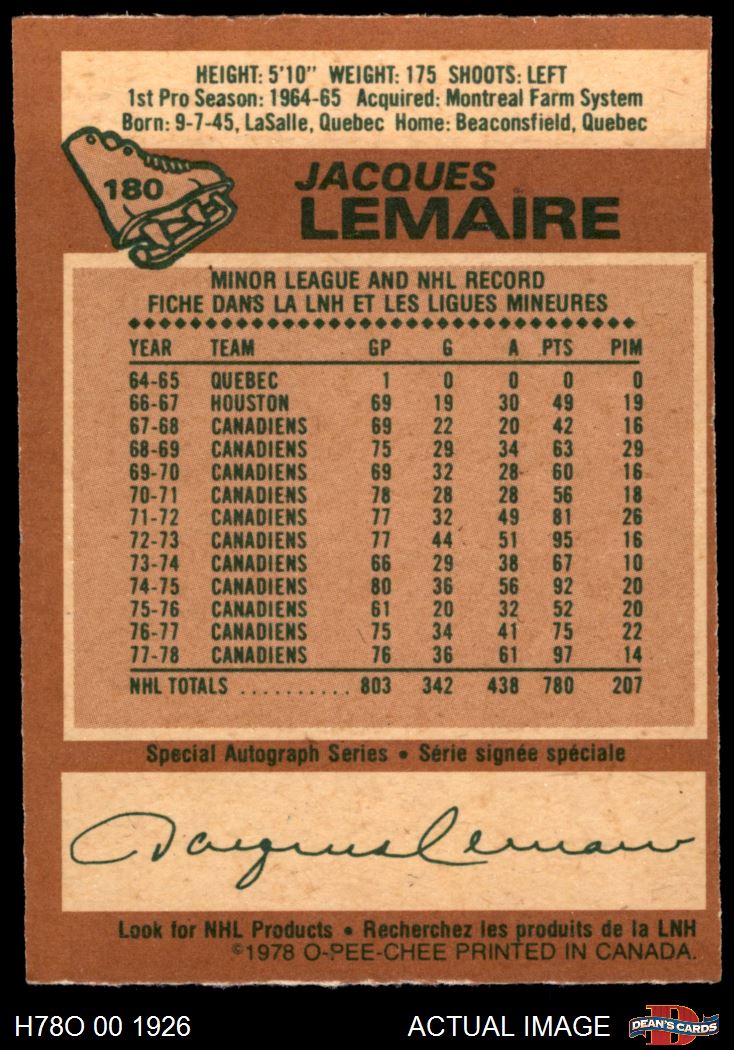 HEIGHT: 5'10" WEIGHT: 175 SHOOTS: LEFT
1st Pro Season: 1964-65 Acquired: Montreal Farm System
Born: 9-7-45, LaSalle, Quebec Home: Beaconsfield, Quebec
180
JACQUES
LEMAIRE
MINOR LEAGUE AND NHL RECORD
FICHE DANS LA LNH ET LES LIGUES MINEURES
YEAR TEAM GP G A PTS PIM
64-65 QUEBEC 1 0 0 0 0
66-67 HOUSTON 69 19 30 49 19
67-68 CANADIENS 69 22 20 42 16
68-69 CANADIENS 75 29 34 63 29
69-70 CANADIENS 69 32 28 60 16
70-71 CANADIENS 78 28 28 56 18
71-72 CANADIENS 77 32 49 81 26
72-73 CANADIENS 77 44 51 95 16
73-74 CANADIENS 66 29 38 67 10
74-75 CANADIENS 80 36 56 92 20
75-76 CANADIENS 61 20 32 52 20
76-77 CANADIENS 75 34 41 75 22
77-78 CANADIENS 76 36 61 97 14
NHL TOTALS .......... 803 342 438 780 207
Special Autograph Series • Série signée spéciale
Jacques Lemaire
Look for NHL Products • Recherchez les produits de la LNH
©1978 O-PEE-CHEE PRINTED IN CANADA.
H78O 00 1926 ACTUAL IMAGE DEAN'S CARDS